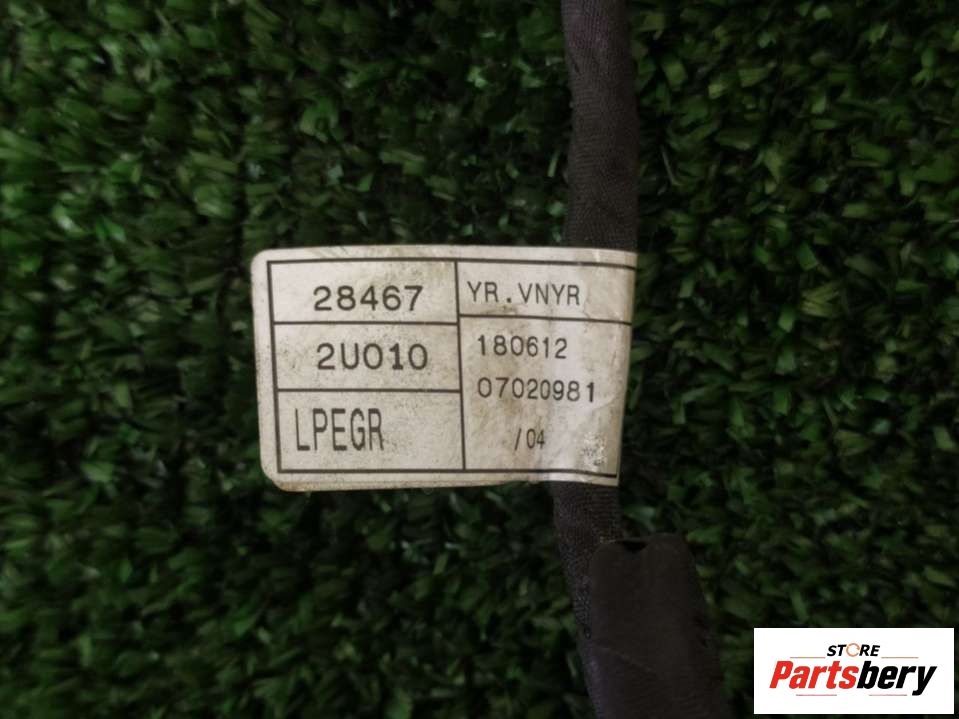 28467
2U010
LPEGR
YR.VNYR
180612
07020981
/04
STORE
Partsbery